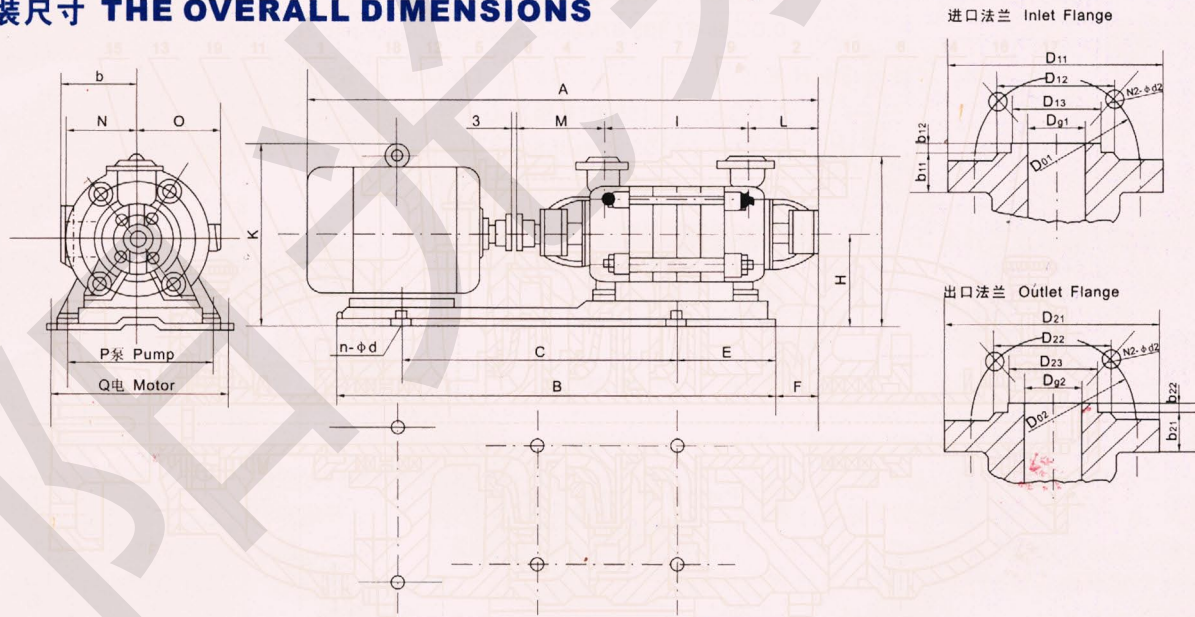 装尺寸 THE OVERALL DIMENSIONS
进口法兰 Inlet Flange
b
N
O
A
3
M
I
L
K
H
n-Φd
P泵 Pump
Q电 Motor
C
E
B
F
D11
D12
N2-Φd2
D13
Dg1
D01
b12
b11
出口法兰 Outlet Flange
D21
D22
N2-Φd2
D23
Dg2
D02
b22
b21